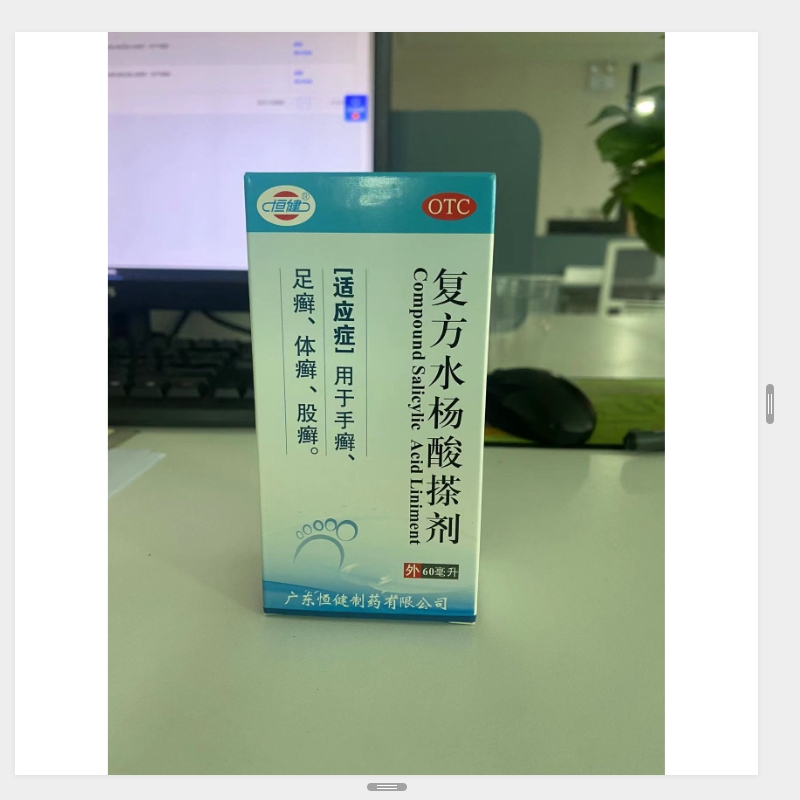 恒健
®
OTC
复方水杨酸搽剂
Compound Salicylic Acid Liniment
[适应症] 用于手癣、
足癣、体癣、股癣。
外 60毫升
广东恒健制药有限公司